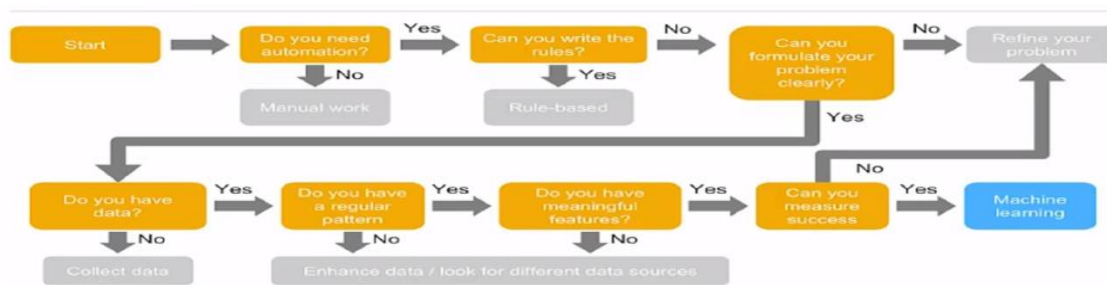 Start
Do you need
automation?
Yes
Can you write the
rules?
No
Can you
formulate your
problem
clearly?
No
Refine your
problem
No
Manual work
Yes
Rule-based
Yes
No
Do you have
data?
Yes
Do you have
a regular
pattern
Yes
Do you have
meaningful
features?
Yes
Can you
measure
success
Yes
Machine
learning
No
Collect data
No
No
Enhance data / look for different data sources